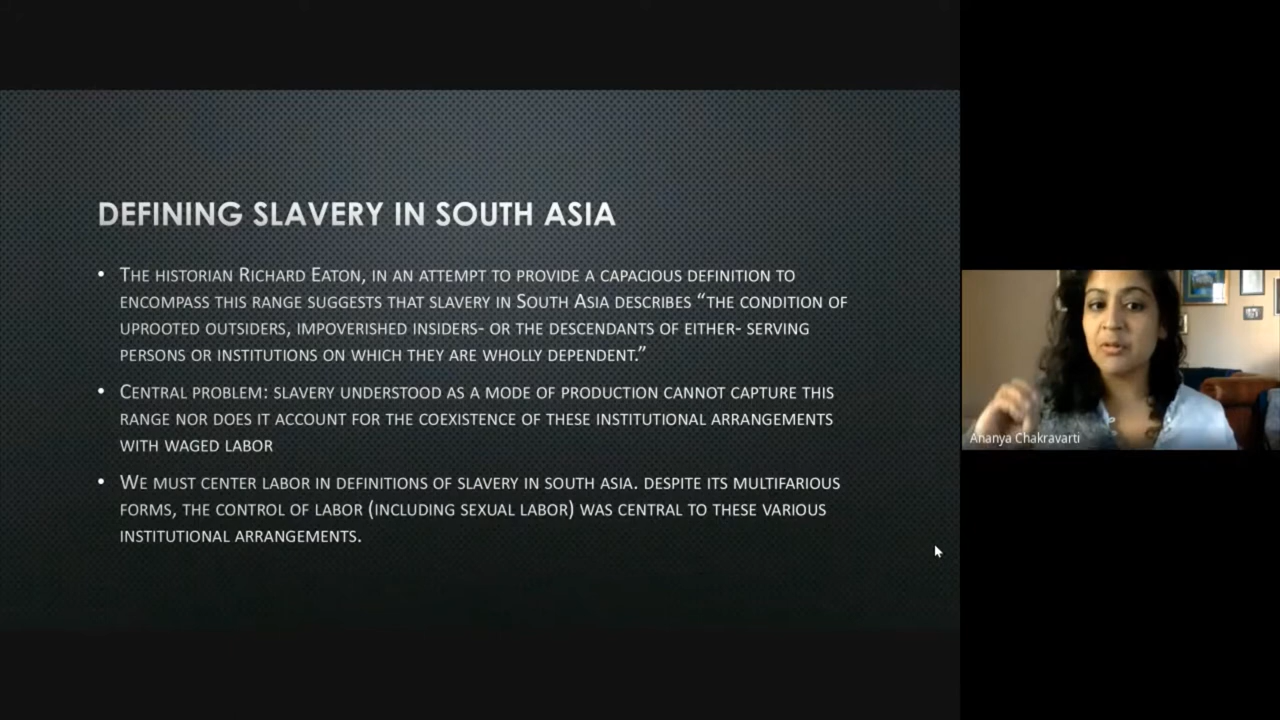 DEFINING SLAVERY IN SOUTH ASIA
• THE HISTORIAN RICHARD EATON, IN AN ATTEMPT TO PROVIDE A CAPACIOUS DEFINITION TO
ENCOMPASS THIS RANGE SUGGESTS THAT SLAVERY IN SOUTH ASIA DESCRIBES “THE CONDITION OF
UPROOTED OUTSIDERS, IMPOVERISHED INSIDERS- OR THE DESCENDANTS OF EITHER- SERVING
PERSONS OR INSTITUTIONS ON WHICH THEY ARE WHOLLY DEPENDENT.”
• CENTRAL PROBLEM: SLAVERY UNDERSTOOD AS A MODE OF PRODUCTION CANNOT CAPTURE THIS
RANGE NOR DOES IT ACCOUNT FOR THE COEXISTENCE OF THESE INSTITUTIONAL ARRANGEMENTS
WITH WAGED LABOR
• WE MUST CENTER LABOR IN DEFINITIONS OF SLAVERY IN SOUTH ASIA. DESPITE ITS MULTIFARIOUS
FORMS, THE CONTROL OF LABOR (INCLUDING SEXUAL LABOR) WAS CENTRAL TO THESE VARIOUS
INSTITUTIONAL ARRANGEMENTS.
Ananya Chakravarti